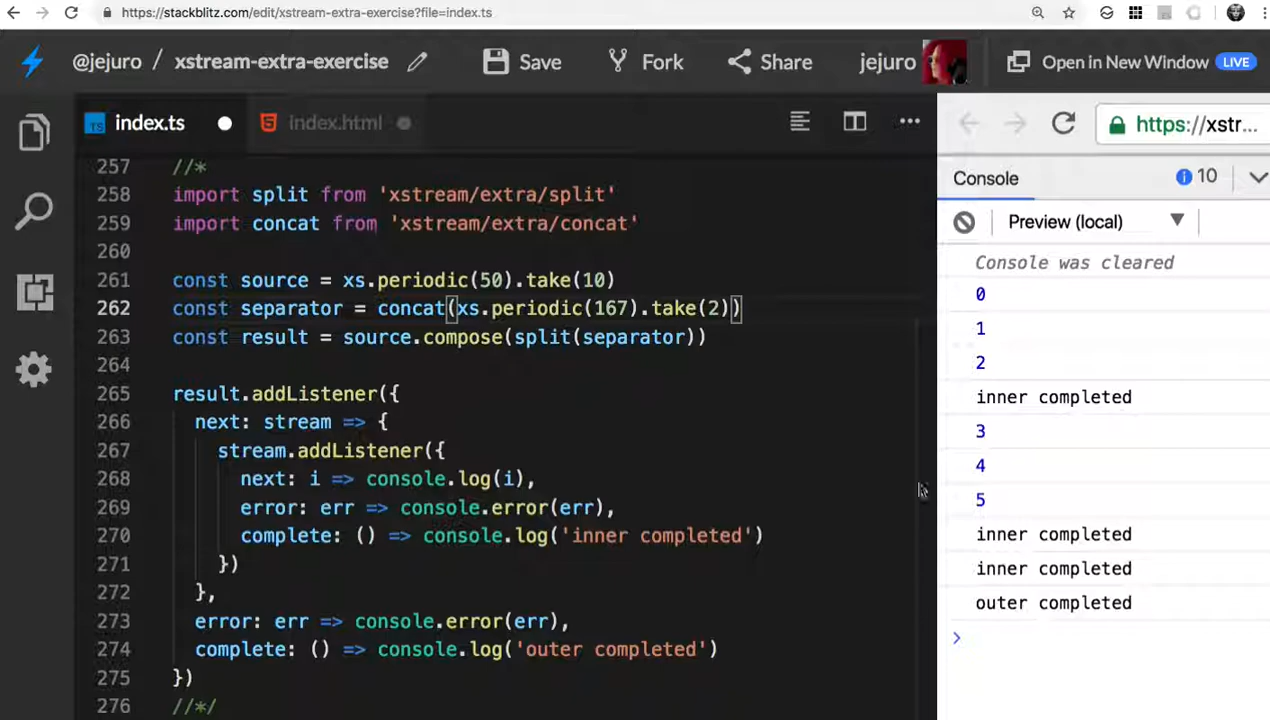 https://stackblitz.com/edit/xstream-extra-exercise?file=index.ts
@jejuro / xstream-extra-exercise
Save
Fork
Share
jejuro
Open in New Window LIVE
TS index.ts
index.html
https://xstr...
257 //*
258 import split from 'xstream/extra/split'
259 import concat from 'xstream/extra/concat'
260
261 const source = xs.periodic(50).take(10)
262 const separator = concat(xs.periodic(167).take(2))
263 const result = source.compose(split(separator))
264
265 result.addListener({
266 next: stream => {
267 stream.addListener({
268 next: i => console.log(i),
269 error: err => console.error(err),
270 complete: () => console.log('inner completed')
271 })
272 },
273 error: err => console.error(err),
274 complete: () => console.log('outer completed')
275 })
276 //*/
Console
10
Preview (local)
Console was cleared
0
1
2
inner completed
3
4
5
inner completed
inner completed
outer completed